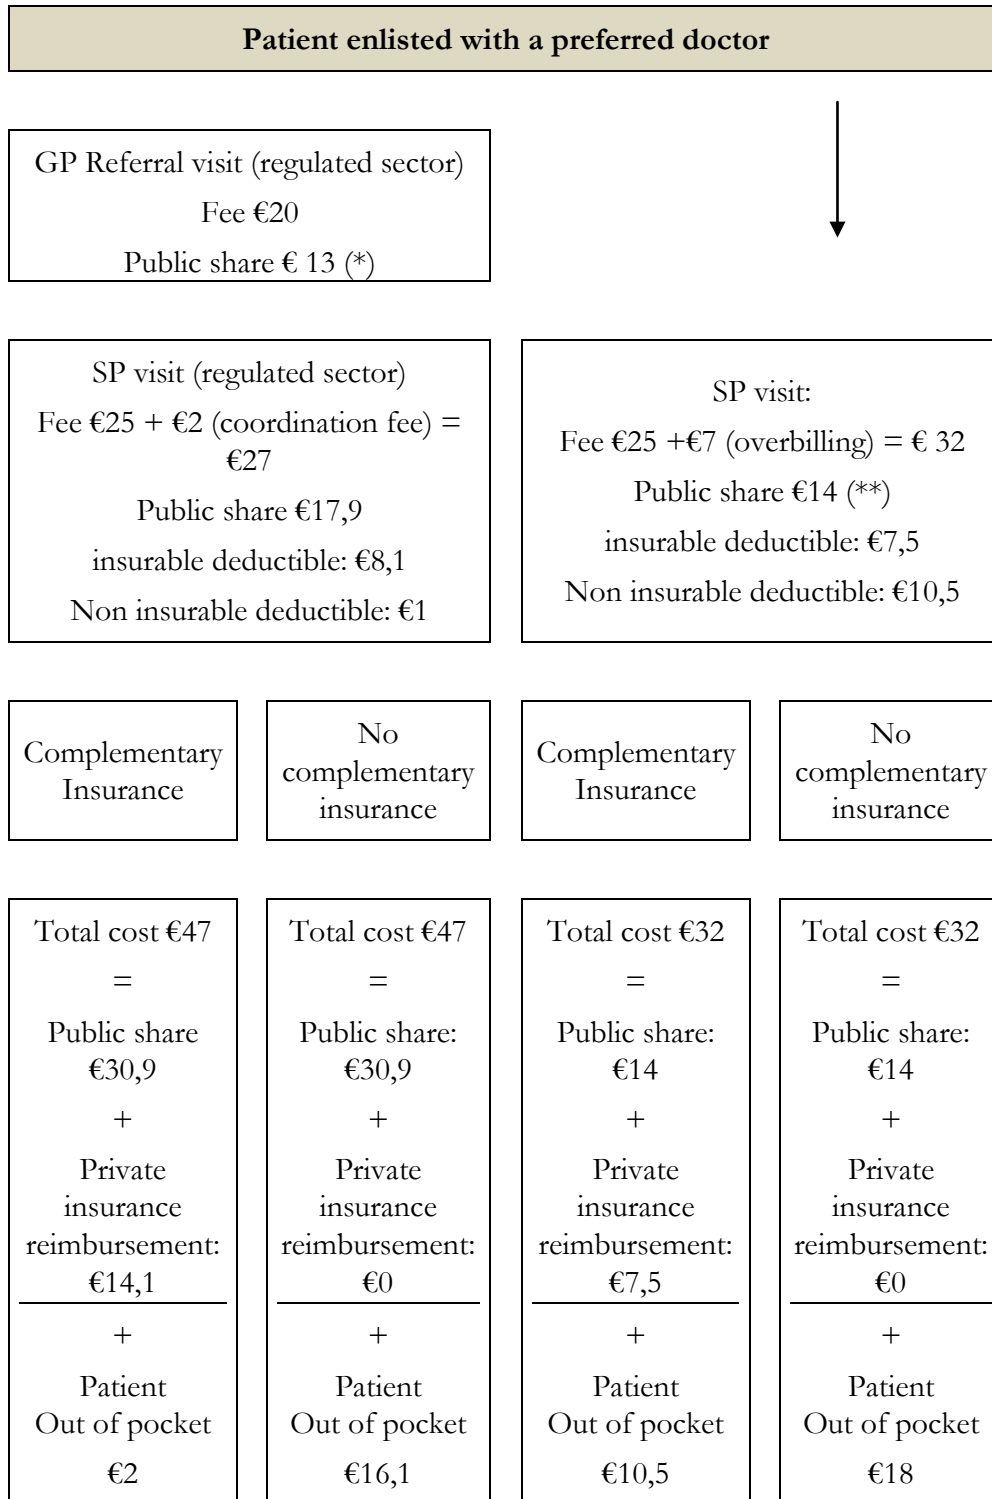 Patient enlisted with a preferred doctor
GP Referral visit (regulated sector)
Fee €20
Public share € 13 (*)
SP visit (regulated sector)
Fee €25 + €2 (coordination fee) =
€27
Public share €17,9
insurable deductible: €8,1
Non insurable deductible: €1
SP visit:
Fee €25 +€7 (overbilling) = € 32
Public share €14 (**)
insurable deductible: €7,5
Non insurable deductible: €10,5
Complementary
Insurance
No
complementary
insurance
Complementary
Insurance
No
complementary
insurance
Total cost €47
=
Public share
€30,9
+
Private
insurance
reimbursement:
€14,1
+
Patient
Out of pocket
€2
Total cost €47
=
Public share:
€30,9
+
Private
insurance
reimbursement:
€0
+
Patient
Out of pocket
€16,1
Total cost €32
=
Public share:
€14
+
Private
insurance
reimbursement:
€7,5
+
Patient
Out of pocket
€10,5
Total cost €32
=
Public share:
€14
+
Private
insurance
reimbursement:
€0
+
Patient
Out of pocket
€18